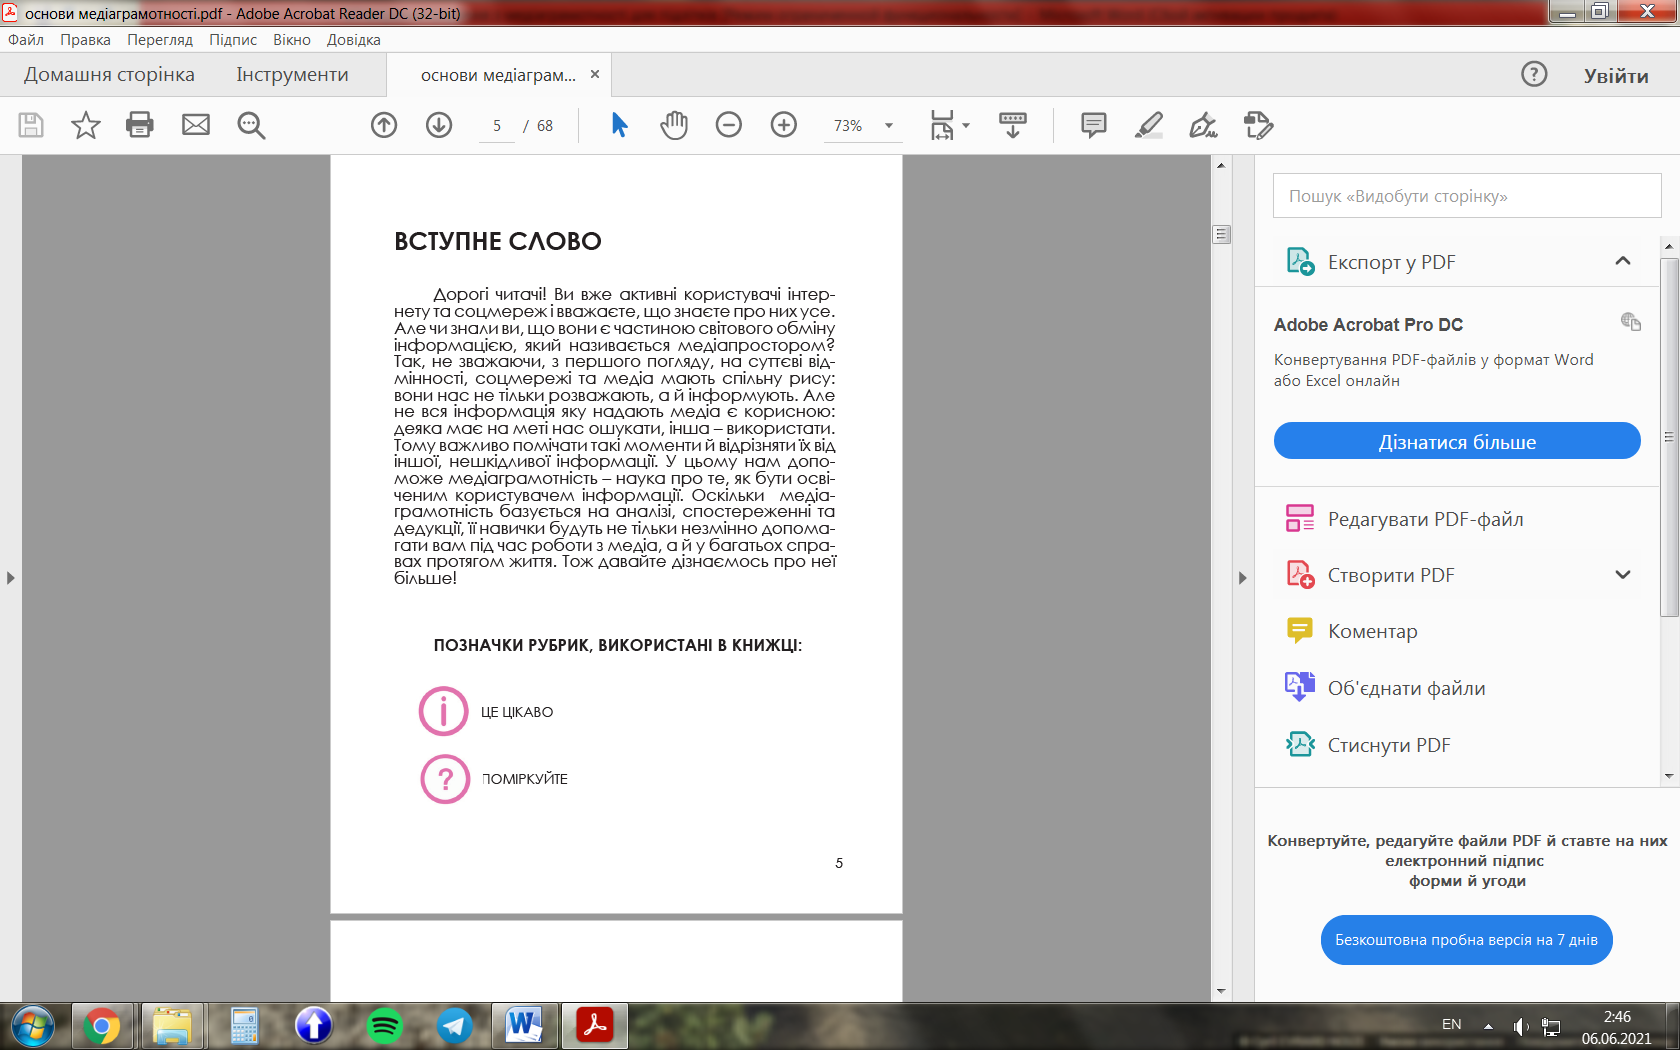 основи медіаграмотності.pdf - Adobe Acrobat Reader DC (32-bit)
Файл Правка Перегляд Підпис Вікно Довідка
Домашня сторінка Інструменти основи медіаграм... × ? Увійти
5 / 68 73%
ВСТУПНЕ СЛОВО
Дорогі читачі! Ви вже активні користувачі інтер-
нету та соцмереж і вважаєте, що знаєте про них усе.
Але чи знали ви, що вони є частиною світового обміну
інформацією, який називається медіапростором?
Так, не зважаючи, з першого погляду, на суттєві від-
мінності, соцмережі та медіа мають спільну рису:
вони нас не тільки розважають, а й інформують. Але
не вся інформація яку надають медіа є корисною:
деяка має на меті нас ошукати, інша – використати.
Тому важливо помічати такі моменти й відрізняти їх від
іншої, нешкідливої інформації. У цьому нам допо-
може медіаграмотність – наука про те, як бути осві-
ченим користувачем інформації. Оскільки медіа-
грамотність базується на аналізі, спостереженні та
дедукції, її навички будуть не тільки незмінно допома-
гати вам під час роботи з медіа, а й у багатьох спра-
вах протягом життя. Тож давайте дізнаємось про неї
більше!
ПОЗНАЧКИ РУБРИК, ВИКОРИСТАНІ В КНИЖЦІ:
i ЦЕ ЦІКАВО
? ПОМІРКУЙТЕ
5
Пошук «Видобути сторінку»
Експорт у PDF
Adobe Acrobat Pro DC
Конвертування PDF-файлів у формат Word
або Excel онлайн
Дізнатися більше
Редагувати PDF-файл
Створити PDF
Коментар
Об'єднати файли
Стиснути PDF
Конвертуйте, редагуйте файли PDF й ставте на них
електронний підпис
форми й угоди
Безкоштовна пробна версія на 7 днів
EN
2:46
06.06.2021